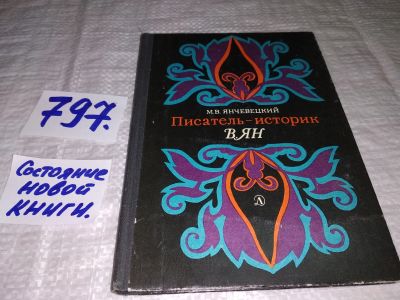 797.
Состояние
новой
книги.
М.В. ЯНЧЕВЕЦКИЙ
Писатель-историк
В.ЯН